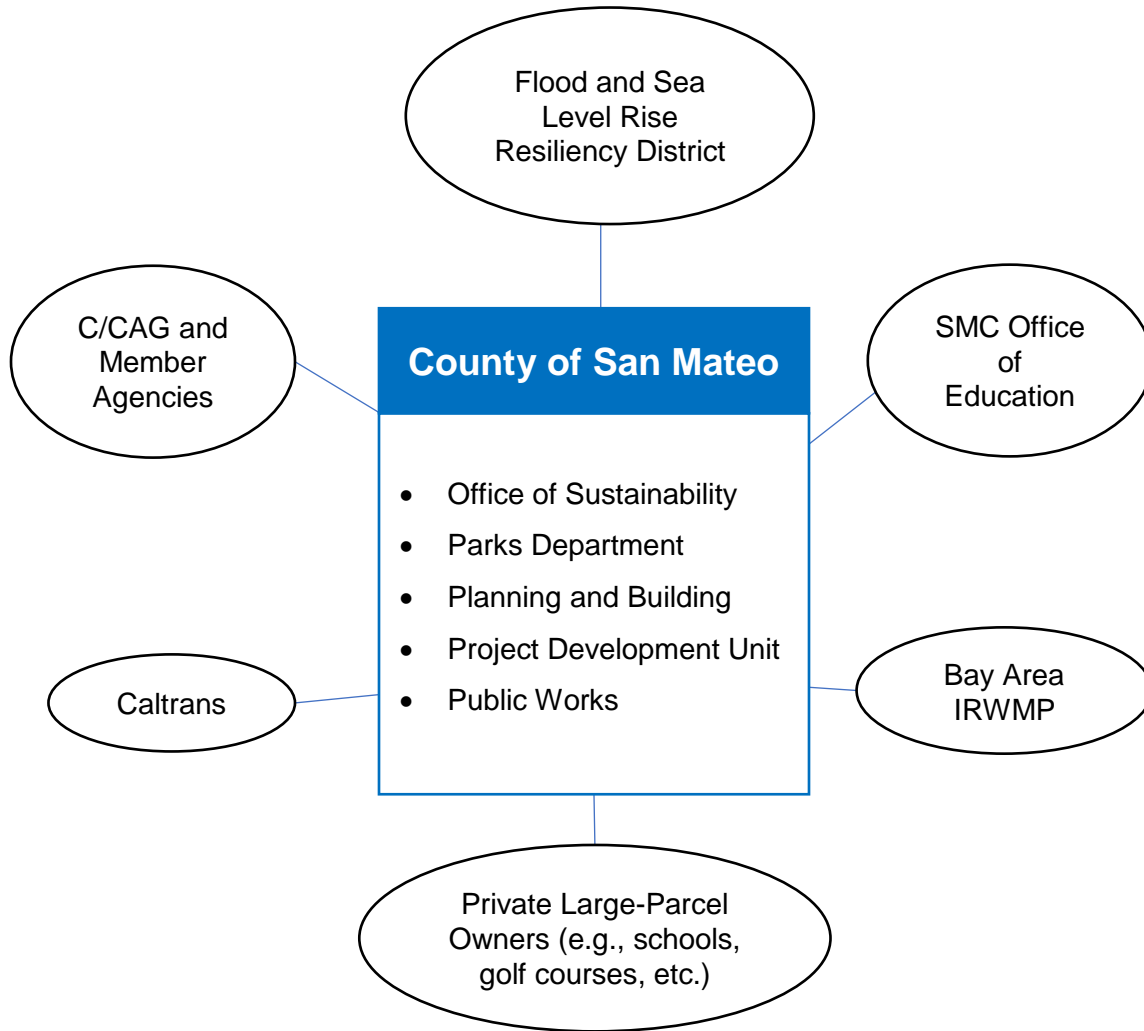 Flood and Sea
Level Rise
Resiliency District
C/CAG and
Member
Agencies
SMC Office
of
Education
County of San Mateo
• Office of Sustainability
• Parks Department
• Planning and Building
• Project Development Unit
• Public Works
Caltrans
Bay Area
IRWMP
Private Large-Parcel
Owners (e.g., schools,
golf courses, etc.)